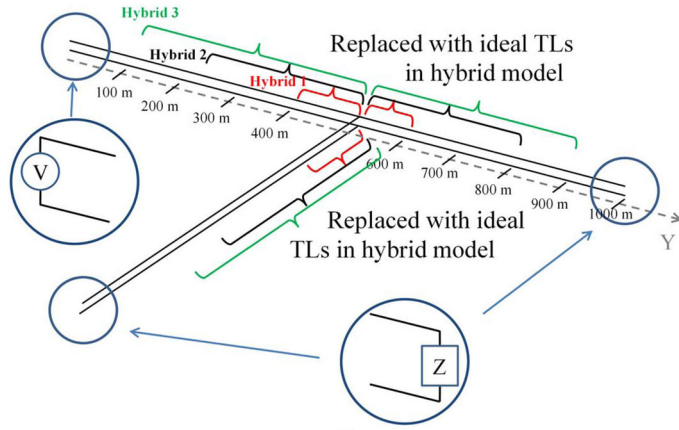 Hybrid 3
Replaced with ideal TLs
in hybrid model
Hybrid 2
Hybrid 1
100 m
200 m
300 m
400 m
600 m
700 m
800 m
900 m
1000 m
Y
V
Replaced with ideal
TLs in hybrid model
Z